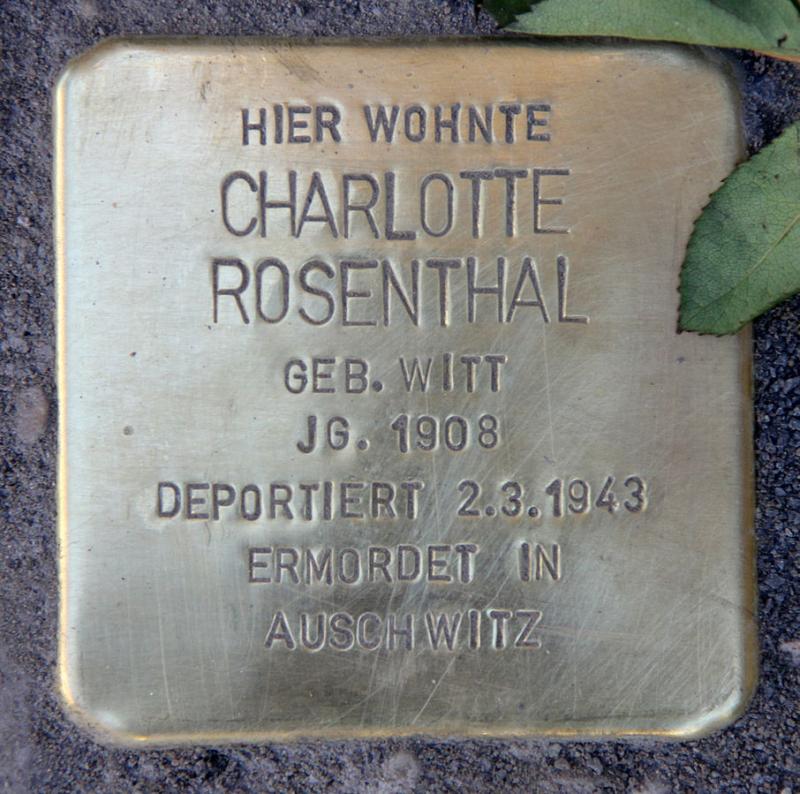 HIER WOHNTE
CHARLOTTE
ROSENTHAL
GEB. WITT
JG. 1908
DEPORTIERT 2.3.1943
ERMORDET IN
AUSCHWITZ